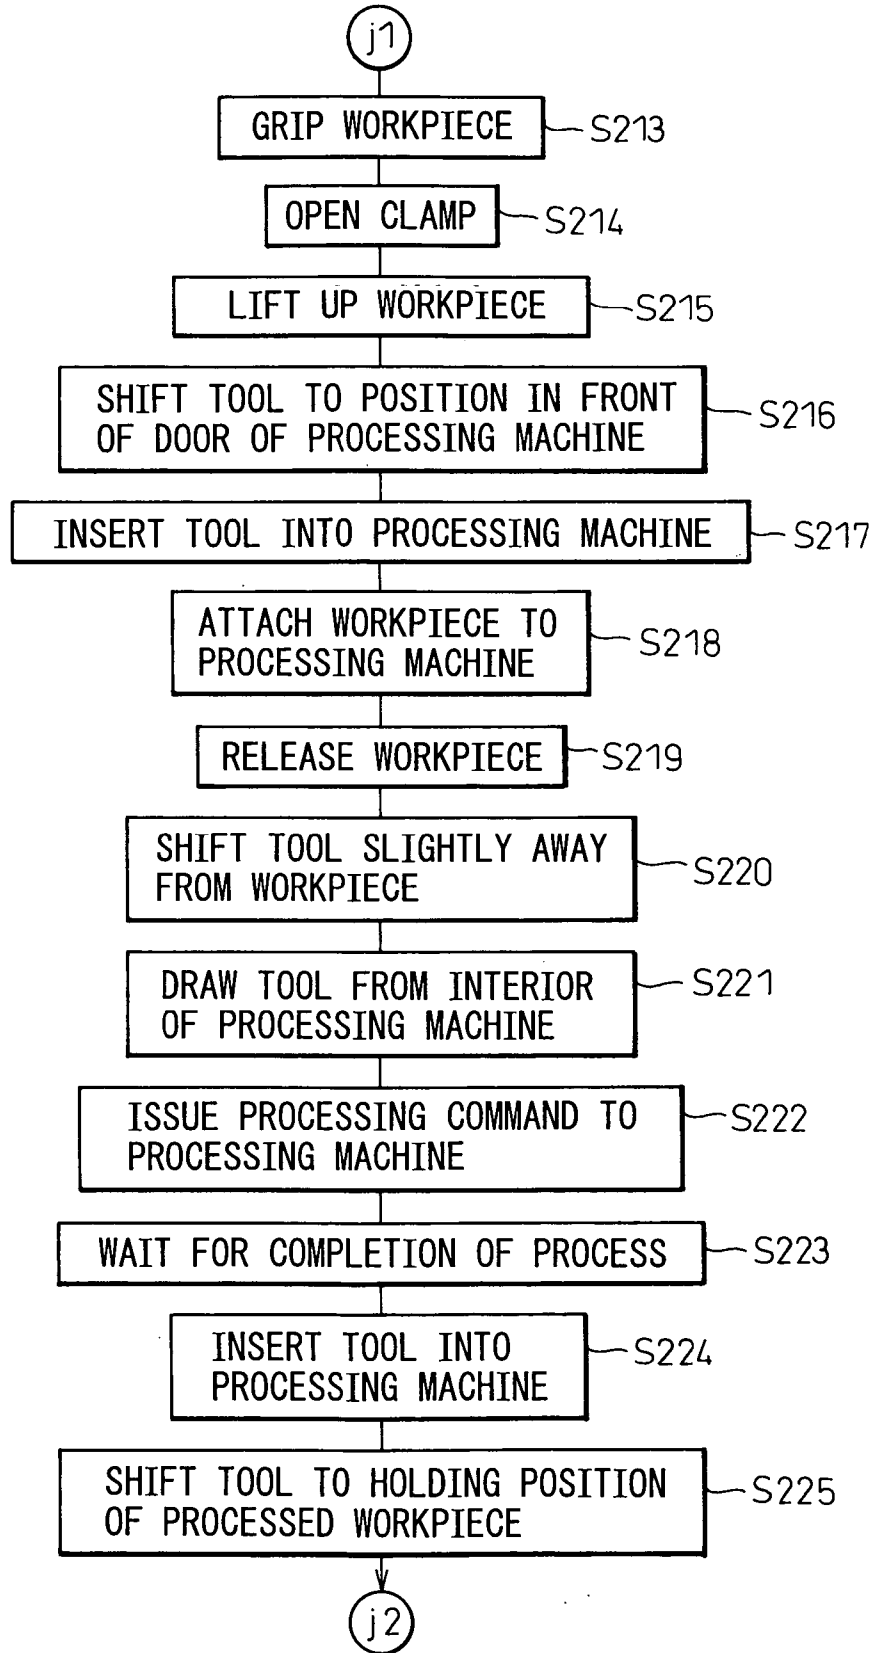 j1
GRIP WORKPIECE
S213
OPEN CLAMP
S214
LIFT UP WORKPIECE
S215
SHIFT TOOL TO POSITION IN FRONT
OF DOOR OF PROCESSING MACHINE
S216
INSERT TOOL INTO PROCESSING MACHINE
S217
ATTACH WORKPIECE TO
PROCESSING MACHINE
S218
RELEASE WORKPIECE
S219
SHIFT TOOL SLIGHTLY AWAY
FROM WORKPIECE
S220
DRAW TOOL FROM INTERIOR
OF PROCESSING MACHINE
S221
ISSUE PROCESSING COMMAND TO
PROCESSING MACHINE
S222
WAIT FOR COMPLETION OF PROCESS
S223
INSERT TOOL INTO
PROCESSING MACHINE
S224
SHIFT TOOL TO HOLDING POSITION
OF PROCESSED WORKPIECE
S225
j2